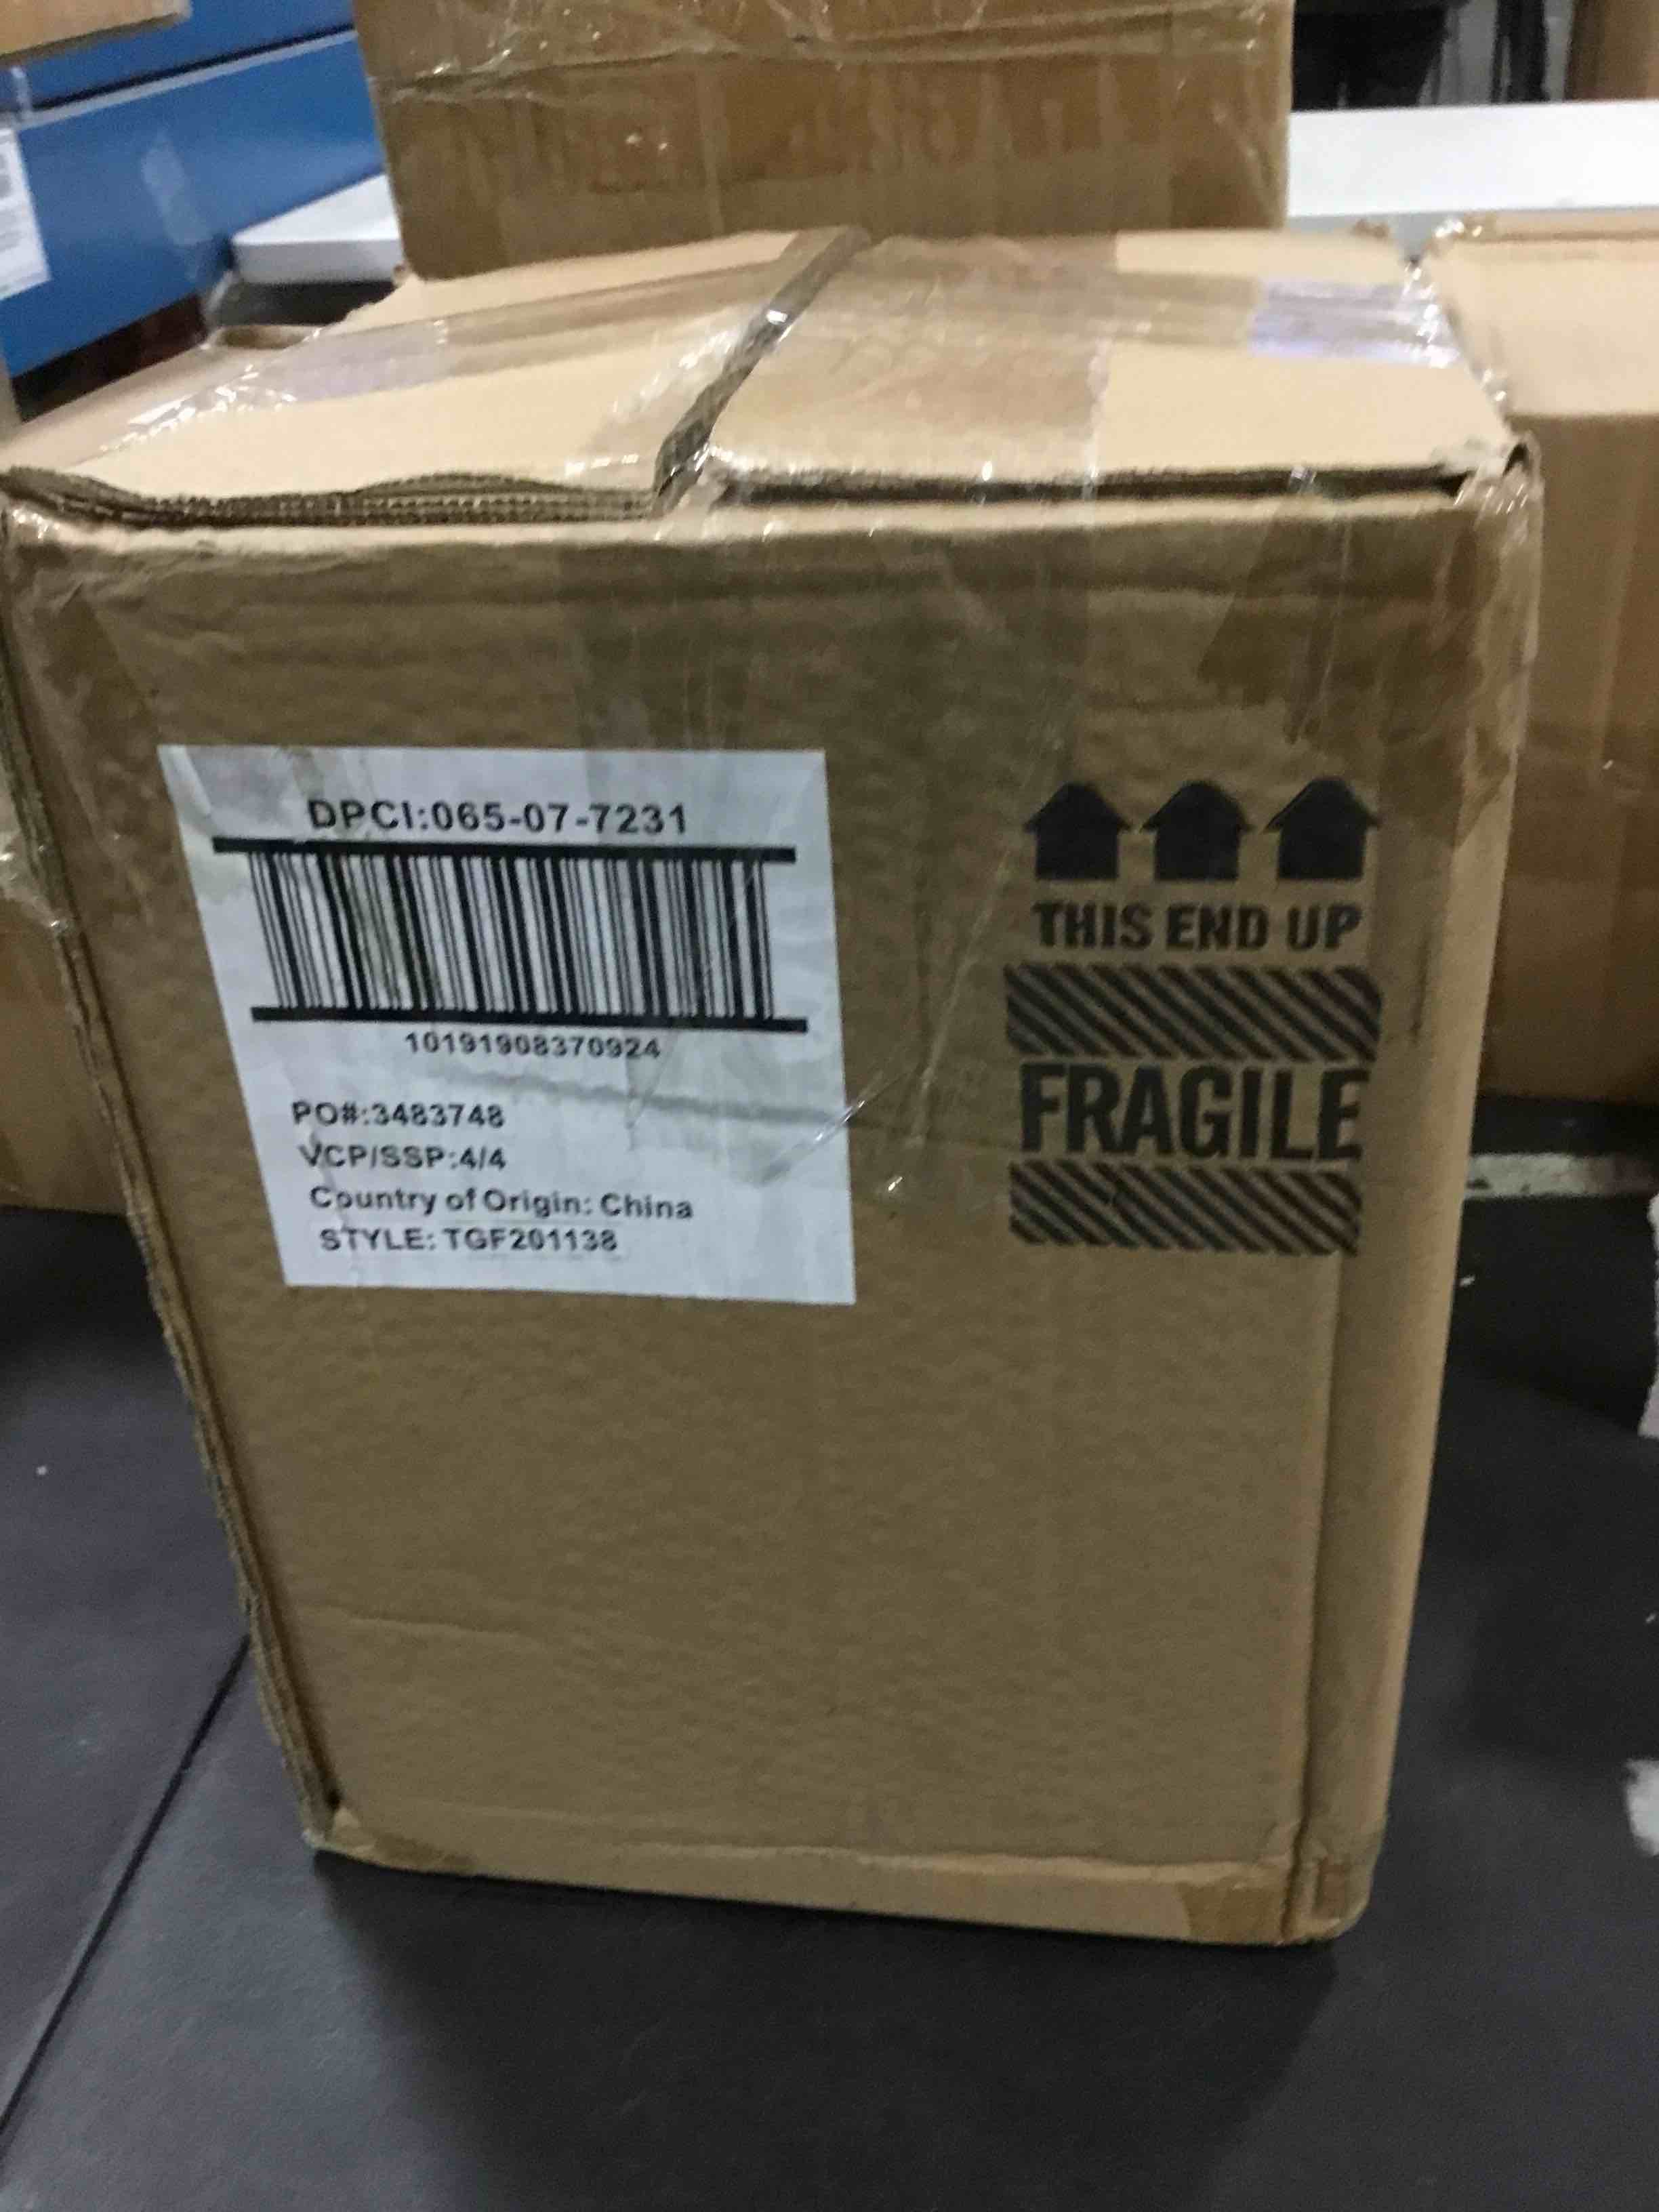 DPCI:065-07-7231
10191908370924
PO#:3483748
VCP/SSP:4/4
Country of Origin: China
STYLE: TGF201138
THIS END UP
FRAGILE